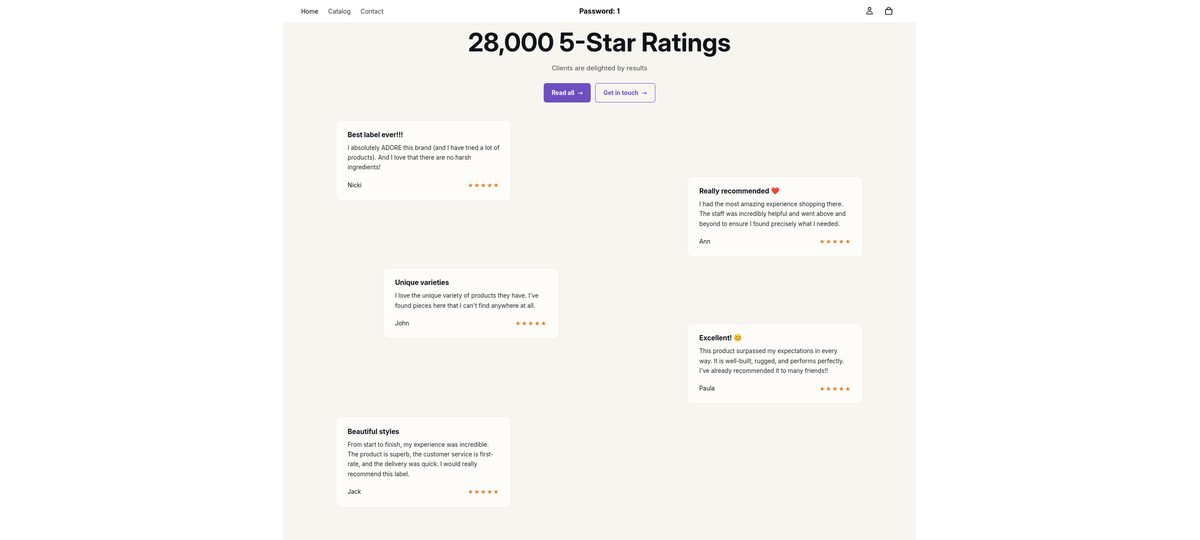 Home Catalog Contact Password: 1
28,000 5-Star Ratings
Clients are delighted by results
Read all → Get in touch →
Best label ever!!!
I absolutely ADORE this brand (and I have tried a lot of
products). And I love that there are no harsh
ingredients!
Nicki ★★★★★
Really recommended ❤️
I had the most amazing experience shopping there.
The staff was incredibly helpful and went above and
beyond to ensure I found precisely what I needed.
Ann ★★★★★
Unique varieties
I love the unique variety of products they have. I've
found pieces here that I can't find anywhere at all.
John ★★★★★
Excellent! 😊
This product surpassed my expectations in every
way. It is well-built, rugged, and performs perfectly.
I've already recommended it to many friends!!
Paula ★★★★★
Beautiful styles
From start to finish, my experience was incredible.
The product is superb, the customer service is first-
rate, and the delivery was quick. I would really
recommend this label.
Jack ★★★★★